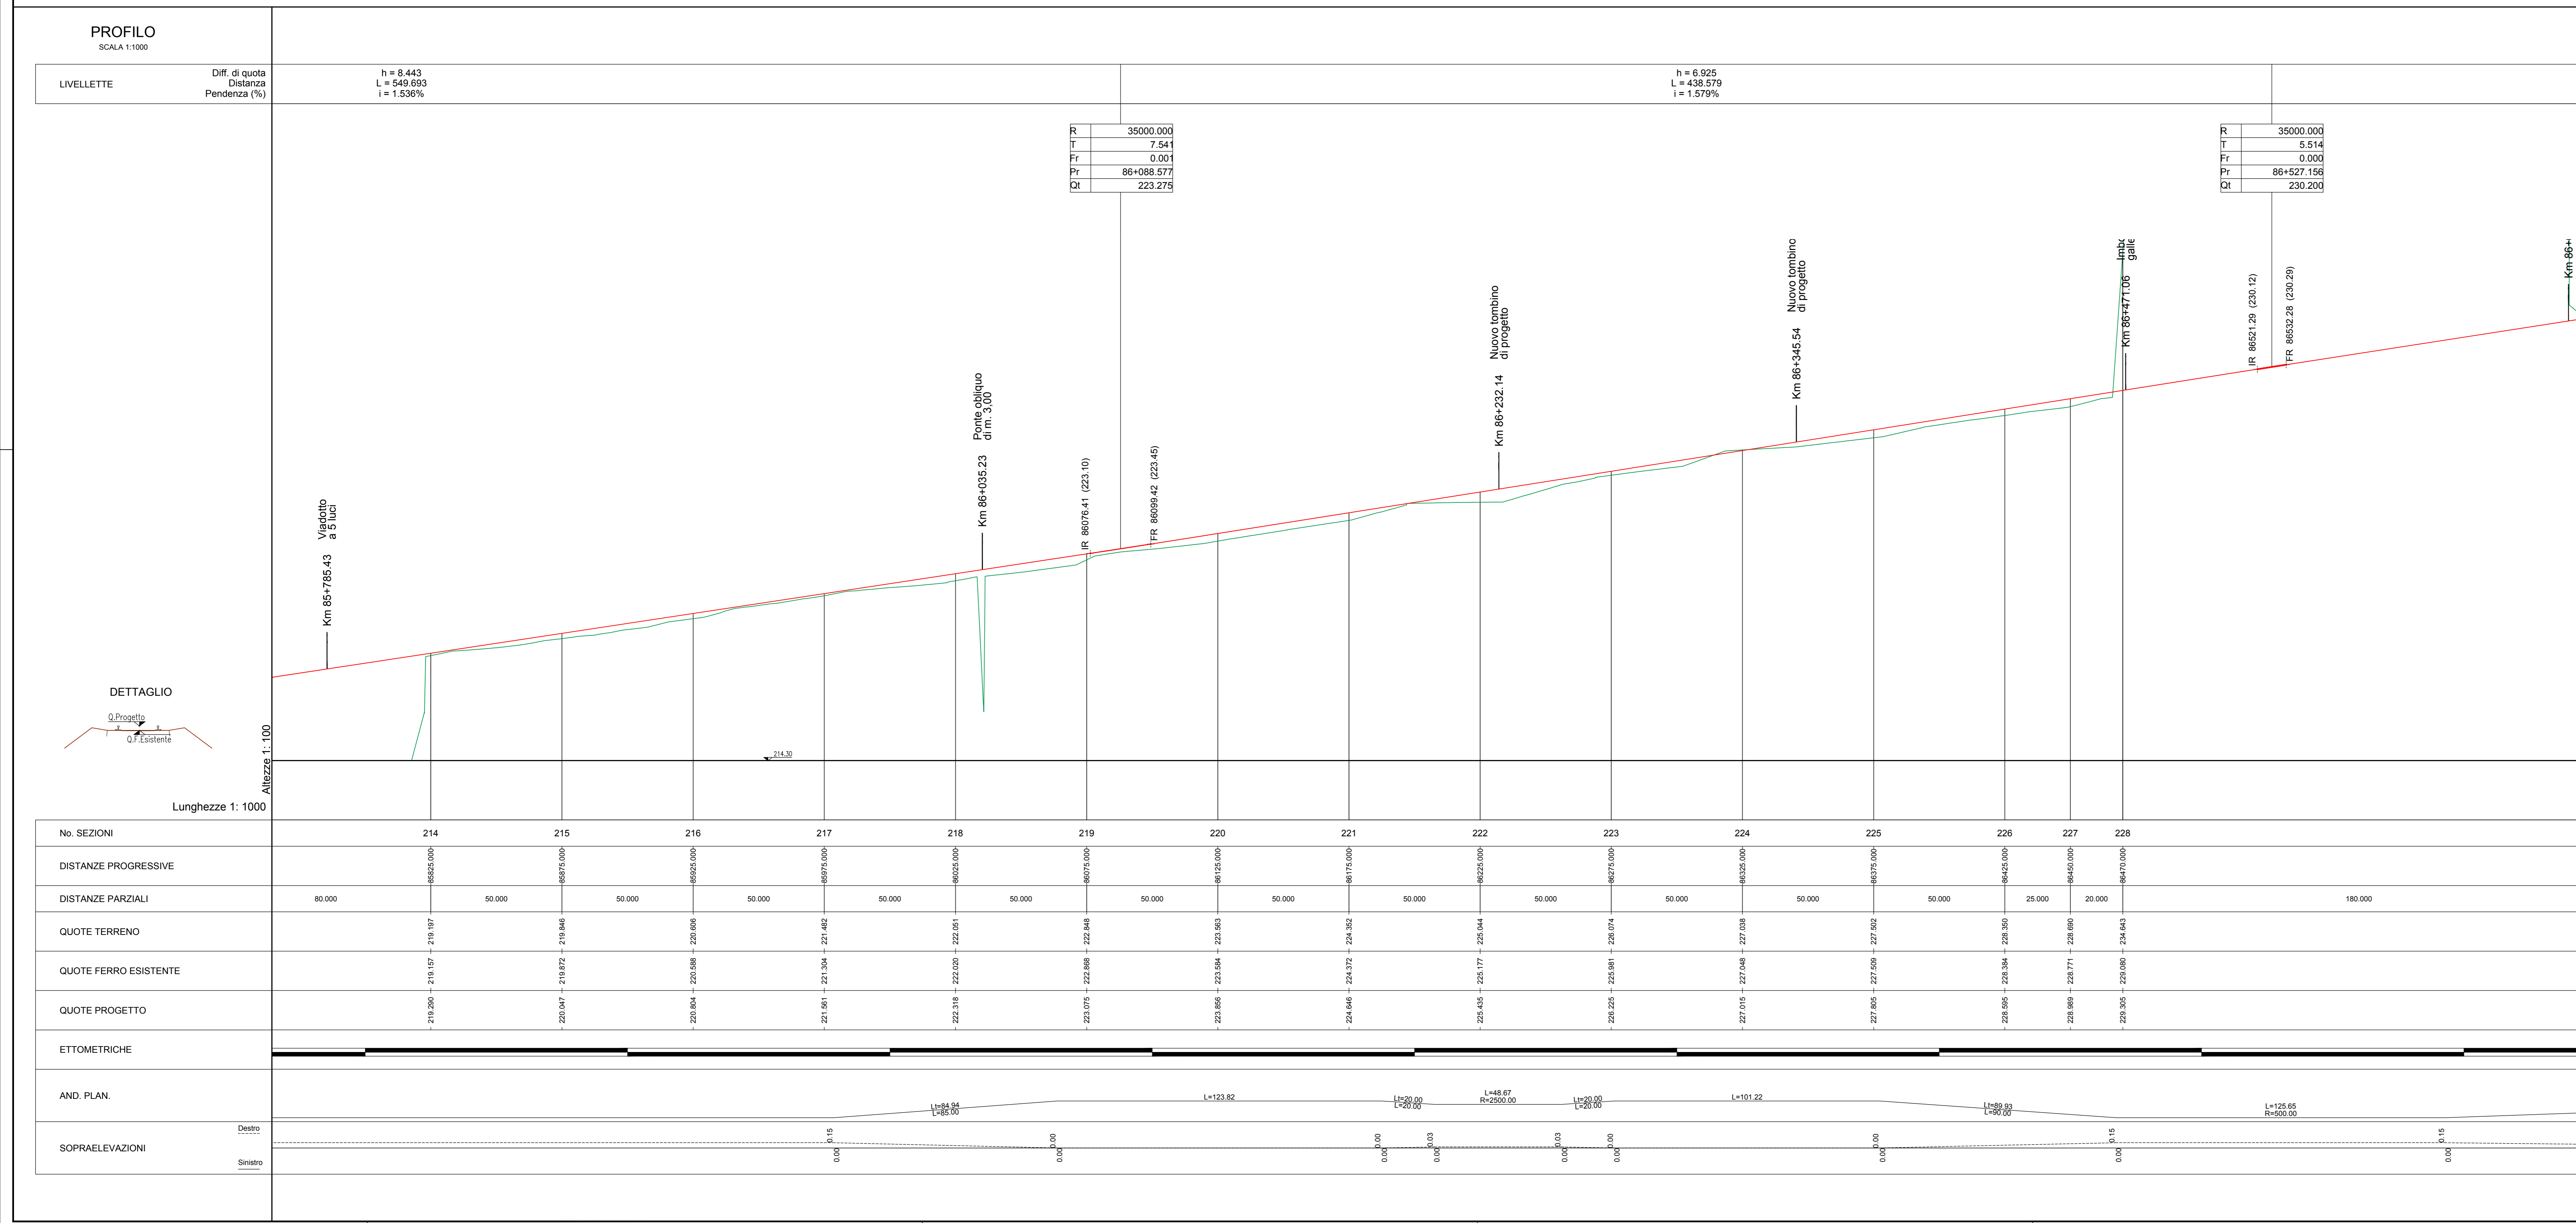 PROFILO
SCALA 1:1000
LIVELLETTE
Diff. di quota
Distanza
Pendenza (%)
h = 8.443
L = 549.693
i = 1.536%
h = 6.925
L = 438.579
i = 1.579%
R 35000.000
T 7.541
Fr 0.001
Pr 86+088.577
Qt 223.275
R 35000.000
T 5.514
Fr 0.000
Pr 86+527.156
Qt 230.200
Km 85+785.43 Viadotto
a 5 luci
Km 86+035.23 Ponte obliquo
di m. 3,00
IR 86076.41 (223.10)
FR 86099.42 (223.45)
Km 86+232.14 Nuovo tombino
di progetto
Km 86+345.54 Nuovo tombino
di progetto
Km 86+471.06
IR 86521.29 (230.12)
FR 86532.28 (230.29)
Km 86+
DETTAGLIO
Q.Progetto
Q.F.Esistente
Altezze 1: 100
214.30
Lunghezze 1: 1000
No. SEZIONI 214 215 216 217 218 219 220 221 222 223 224 225 226 227 228
DISTANZE PROGRESSIVE 85825.000 85875.000 85925.000 85975.000 86025.000 86075.000 86125.000 86175.000 86225.000 86275.000 86325.000 86375.000 86425.000 86450.000 86470.000
DISTANZE PARZIALI 80.000 50.000 50.000 50.000 50.000 50.000 50.000 50.000 50.000 50.000 50.000 50.000 50.000 25.000 20.000 180.000
QUOTE TERRENO 219.197 219.846 220.606 221.482 222.051 222.848 223.563 224.352 225.044 226.074 227.038 227.502 228.350 228.690 234.643
QUOTE FERRO ESISTENTE 219.157 219.872 220.588 221.304 222.020 222.868 223.584 224.372 225.177 225.981 227.048 227.509 228.384 228.771 229.080
QUOTE PROGETTO 219.290 220.047 220.804 221.561 222.318 223.075 223.856 224.646 225.435 226.225 227.015 227.805 228.595 228.989 229.305
ETTOMETRICHE
AND. PLAN.
Lt=84.94
L=85.00
L=123.82
Lt=20.00
L=20.00
L=48.67
R=2500.00
Lt=20.00
L=20.00
L=101.22
Lt=89.93
L=90.00
L=125.65
R=500.00
SOPRAELEVAZIONI
Destro
Sinistro
0.15 0.00 0.00 0.03 0.03 0.00 0.00 0.15 0.15
0.00 0.00 0.00 0.00 0.00 0.00 0.00 0.00 0.00